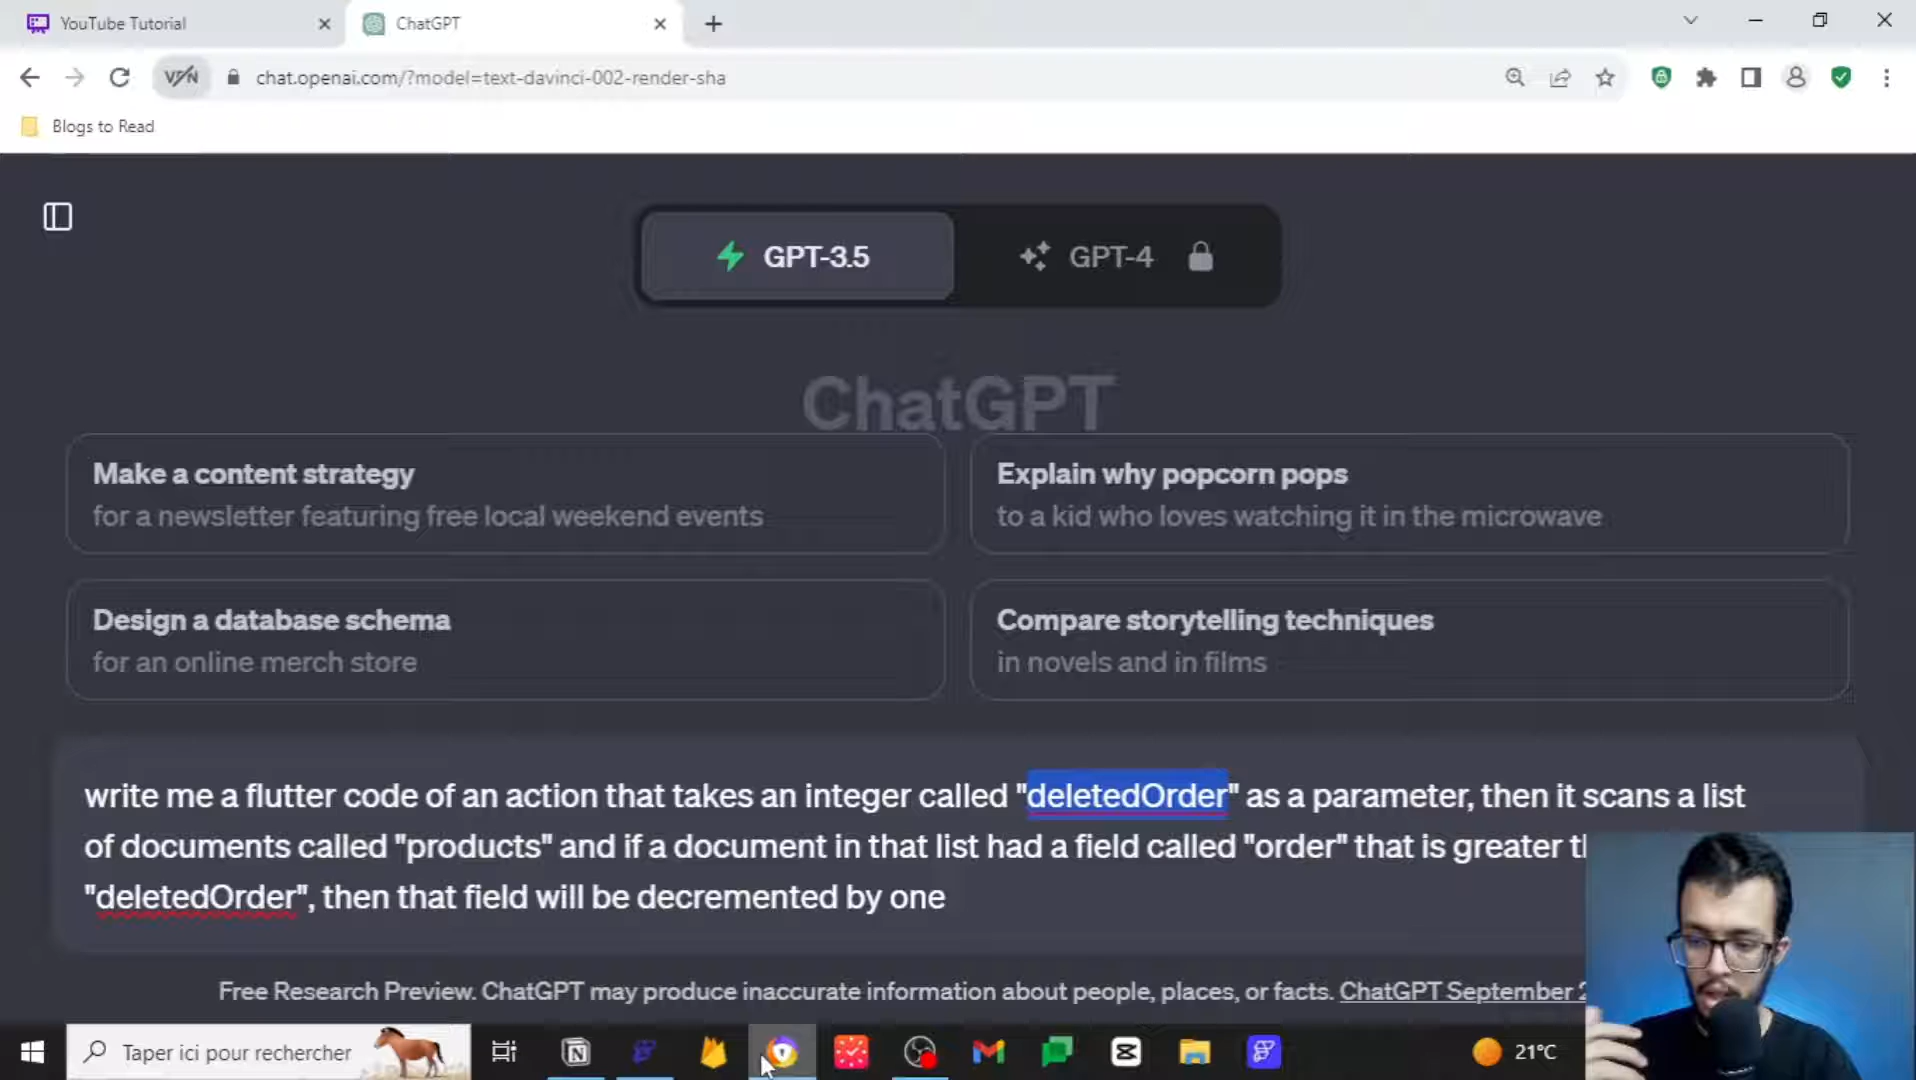 YouTube Tutorial
ChatGPT
VPN
chat.openai.com/?model=text-davinci-002-render-sha
Blogs to Read
GPT-3.5
GPT-4
ChatGPT
Make a content strategy
for a newsletter featuring free local weekend events
Explain why popcorn pops
to a kid who loves watching it in the microwave
Design a database schema
for an online merch store
Compare storytelling techniques
in novels and in films
write me a flutter code of an action that takes an integer called "deletedOrder" as a parameter, then it scans a list
of documents called "products" and if a document in that list had a field called "order" that is greater
"deletedOrder", then that field will be decremented by one
Free Research Preview. ChatGPT may produce inaccurate information about people, places, or facts. ChatGPT September
Taper ici pour rechercher
21°C